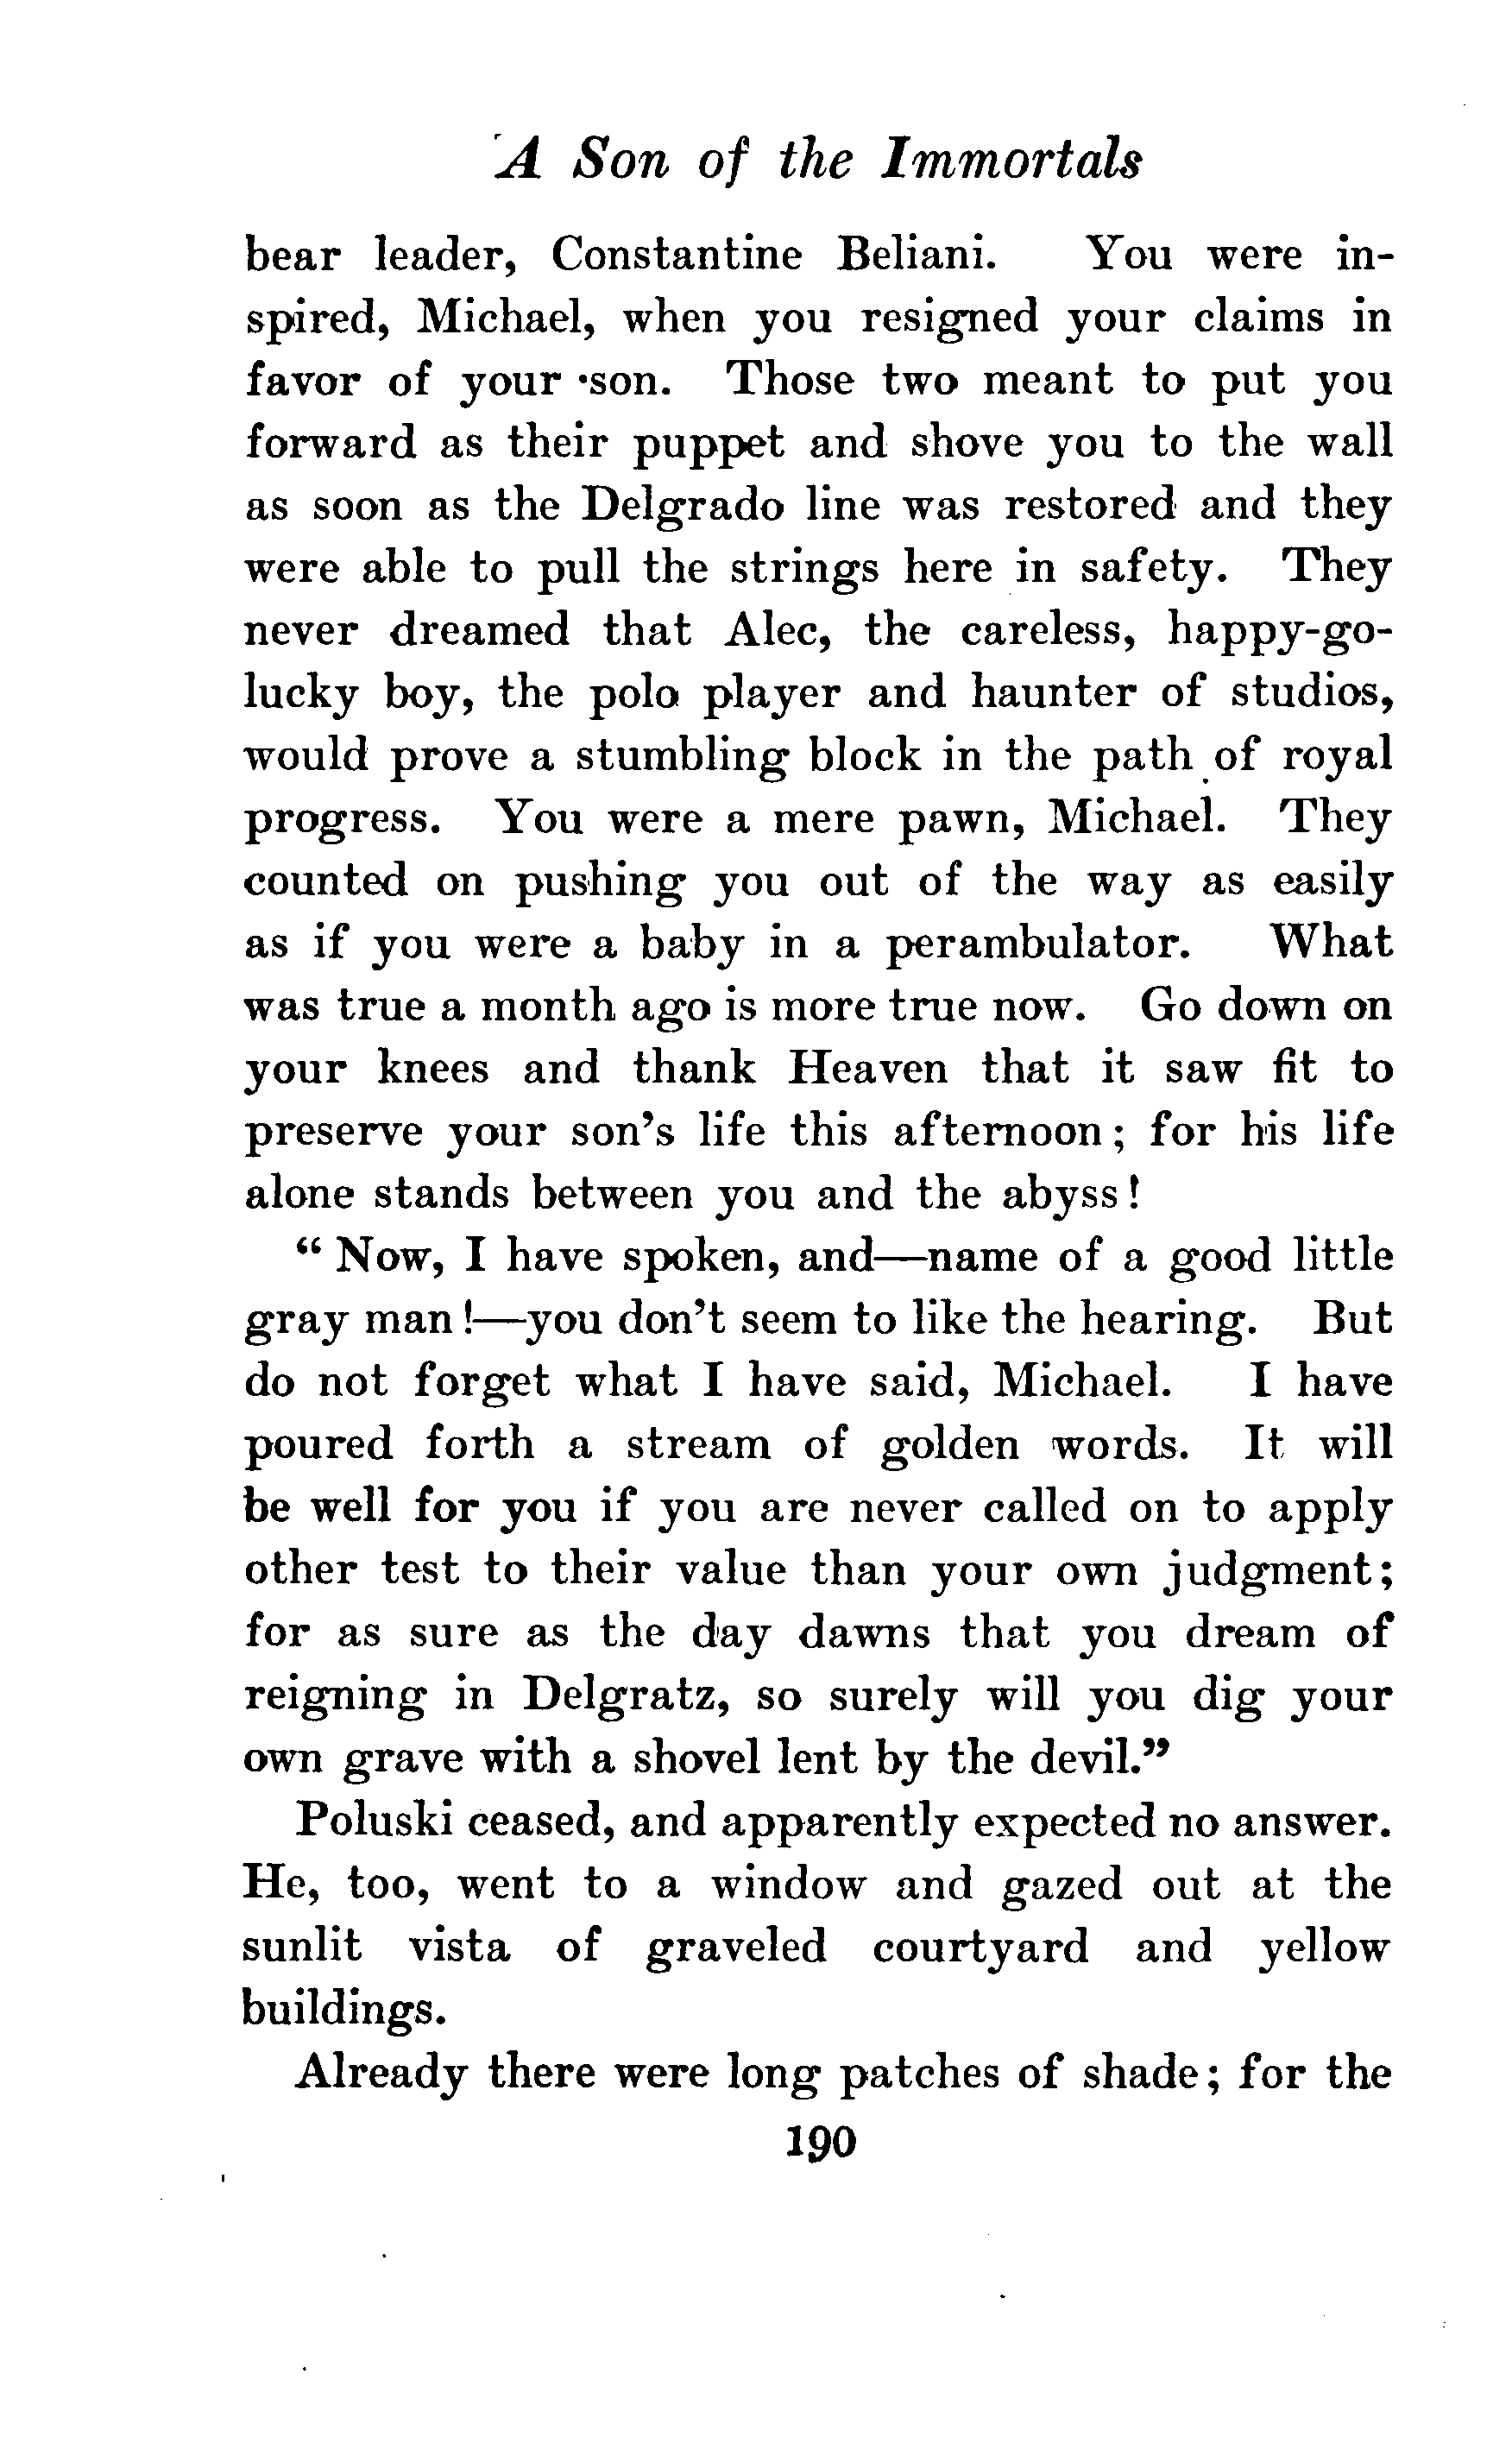 A Son of the Immortals
bear leader, Constantine Beliani. You were in-
spired, Michael, when you resigned your claims in
favor of your son. Those two meant to put you
forward as their puppet and shove you to the wall
as soon as the Delgrado line was restored and they
were able to pull the strings here in safety. They
never dreamed that Alec, the careless, happy-go-
lucky boy, the polo player and haunter of studios,
would prove a stumbling block in the path of royal
progress. You were a mere pawn, Michael. They
counted on pushing you out of the way as easily
as if you were a baby in a perambulator. What
was true a month ago is more true now. Go down on
your knees and thank Heaven that it saw fit to
preserve your son's life this afternoon; for his life
alone stands between you and the abyss!
“Now, I have spoken, and—name of a good little
gray man!—you don't seem to like the hearing. But
do not forget what I have said, Michael. I have
poured forth a stream of golden words. It will
be well for you if you are never called on to apply
other test to their value than your own judgment;
for as sure as the day dawns that you dream of
reigning in Delgratz, so surely will you dig your
own grave with a shovel lent by the devil.”
Poluski ceased, and apparently expected no answer.
He, too, went to a window and gazed out at the
sunlit vista of graveled courtyard and yellow
buildings.
Already there were long patches of shade; for the
190